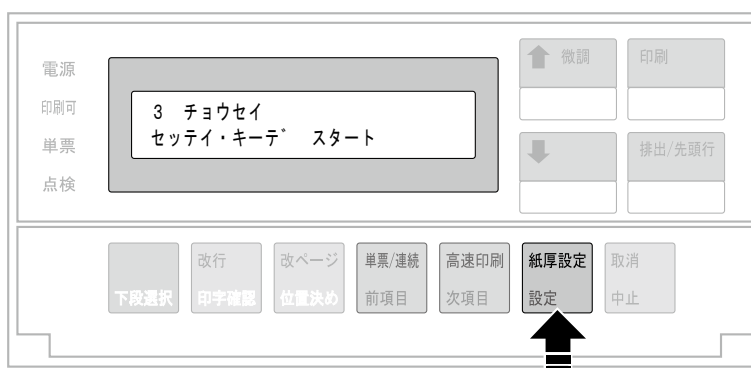 電源
印刷可
単票
点検
3 チョウセイ
セッテイ・キーデ スタート
微調
印刷
排出/先頭行
下段選択
改行
印字確認
改ページ
位置決め
単票/連続
前項目
高速印刷
次項目
紙厚設定
設定
取消
中止